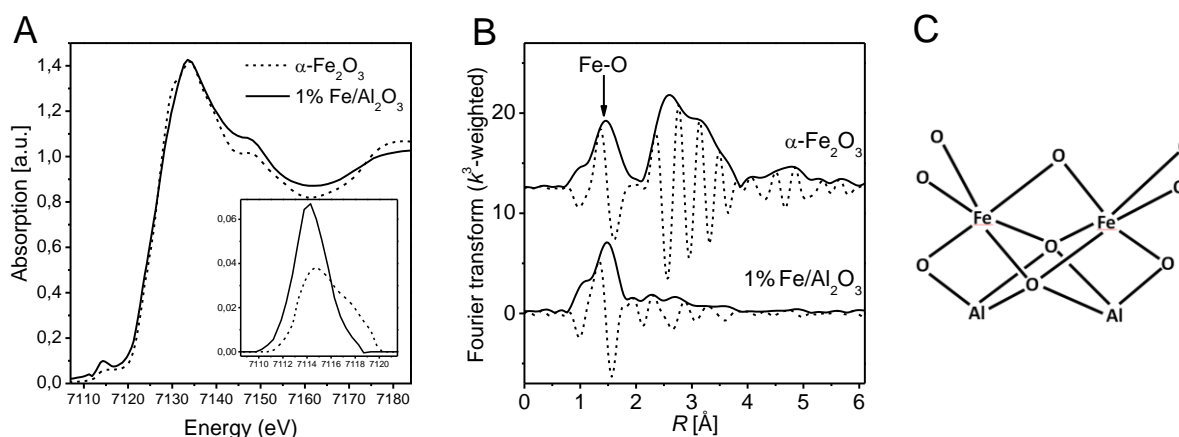 A
Absorption [a.u.]
1,4
1,2
1,0
0,8
0,6
0,4
0,2
0,0
7110 7120 7130 7140 7150 7160 7170 7180
Energy (eV)
α-Fe2O3
1% Fe/Al2O3
0,06
0,04
0,02
0,00
7110 7112 7114 7116 7118 7120
B
Fourier transform (k3-weighted)
20
10
0
0 1 2 3 4 5 6
R [Å]
Fe-O
α-Fe2O3
1% Fe/Al2O3
C
O O
O O
Fe Fe
O
O O
O
Al Al